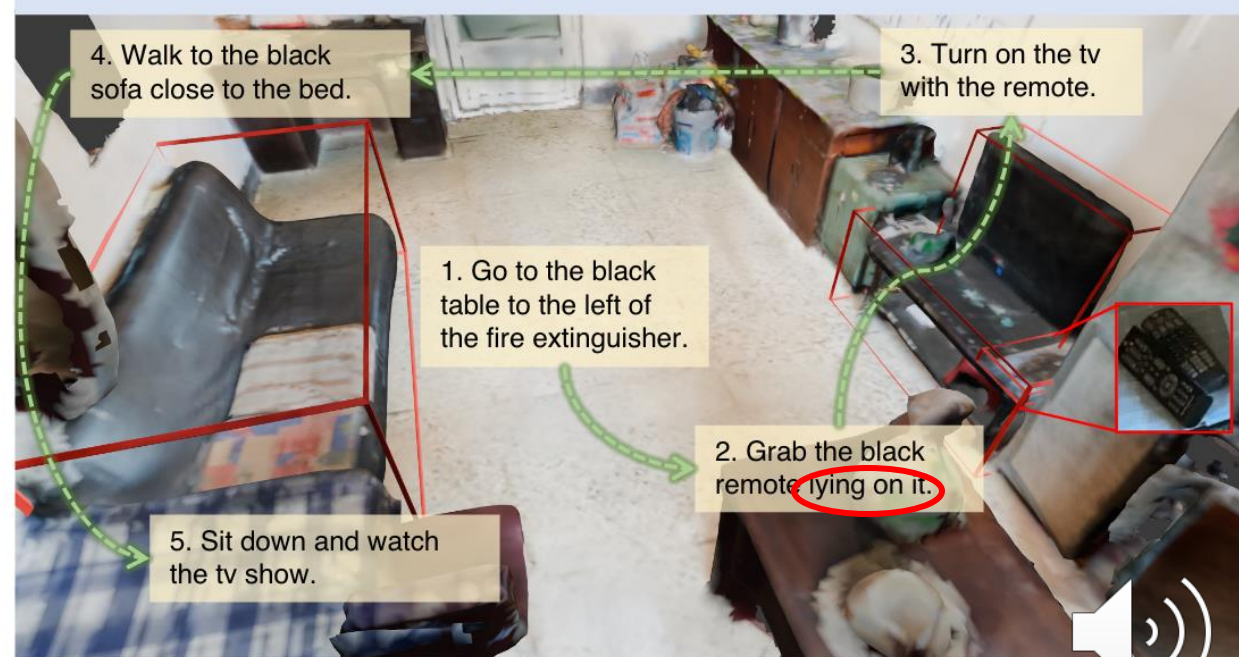 4. Walk to the black
sofa close to the bed.
3. Turn on the tv
with the remote.
1. Go to the black
table to the left of
the fire extinguisher.
2. Grab the black
remote lying on it.
5. Sit down and watch
the tv show.